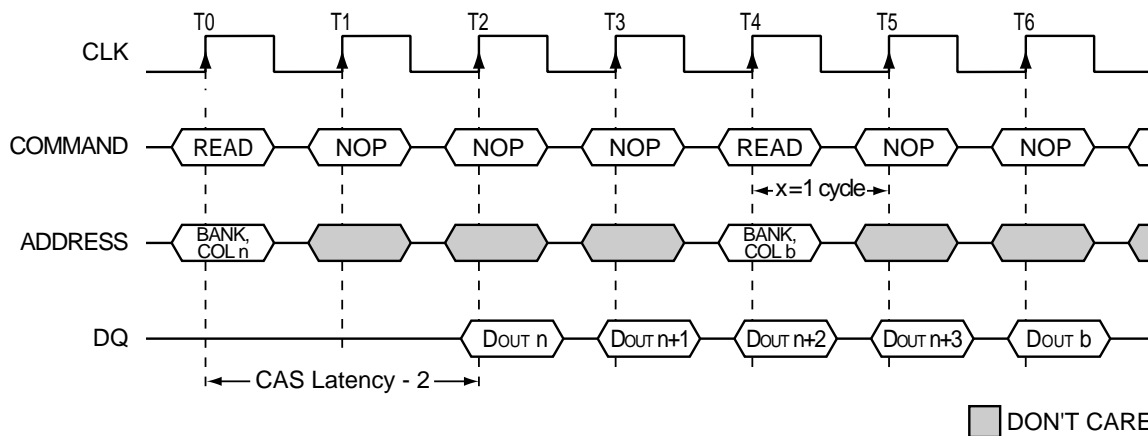 T0 T1 T2 T3 T4 T5 T6
CLK
COMMAND READ NOP NOP NOP READ NOP NOP
x=1 cycle
ADDRESS BANK, COL n BANK, COL b
DQ DOUT n DOUT n+1 DOUT n+2 DOUT n+3 DOUT b
CAS Latency - 2
DON'T CARE